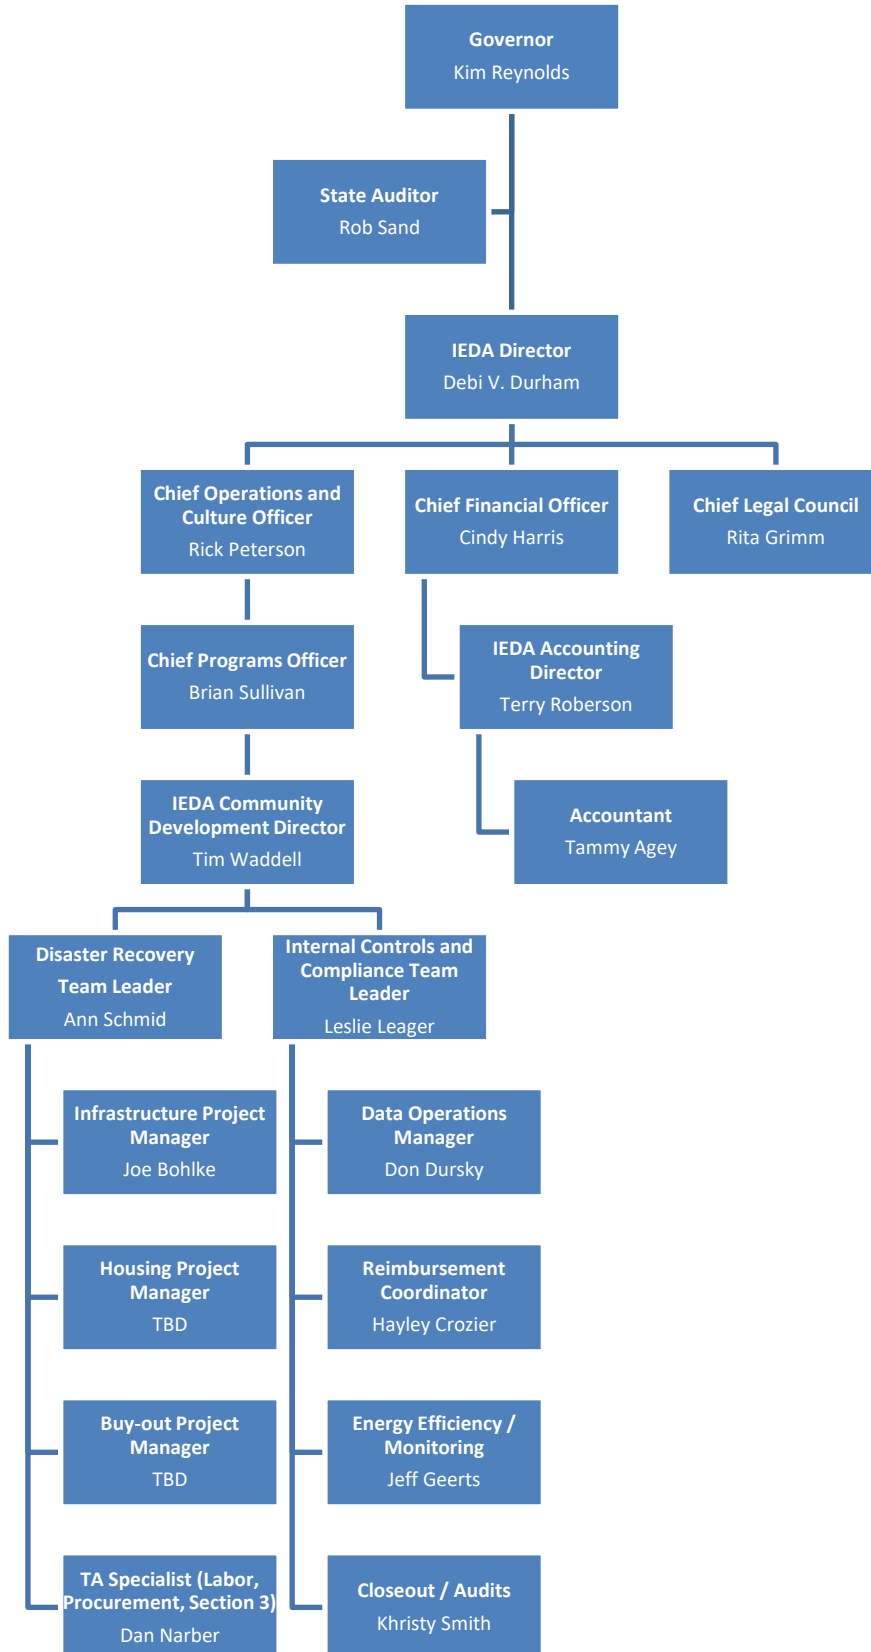 Governor
Kim Reynolds
State Auditor
Rob Sand
IEDA Director
Debi V. Durham
Chief Operations and
Culture Officer
Rick Peterson
Chief Financial Officer
Cindy Harris
Chief Legal Council
Rita Grimm
Chief Programs Officer
Brian Sullivan
IEDA Accounting
Director
Terry Roberson
IEDA Community
Development Director
Tim Waddell
Accountant
Tammy Agey
Disaster Recovery
Team Leader
Ann Schmid
Internal Controls and
Compliance Team
Leader
Leslie Leager
Infrastructure Project
Manager
Joe Bohlke
Data Operations
Manager
Don Dursky
Housing Project
Manager
TBD
Reimbursement
Coordinator
Hayley Crozier
Buy-out Project
Manager
TBD
Energy Efficiency /
Monitoring
Jeff Geerts
TA Specialist (Labor,
Procurement, Section 3)
Dan Narber
Closeout / Audits
Khristy Smith